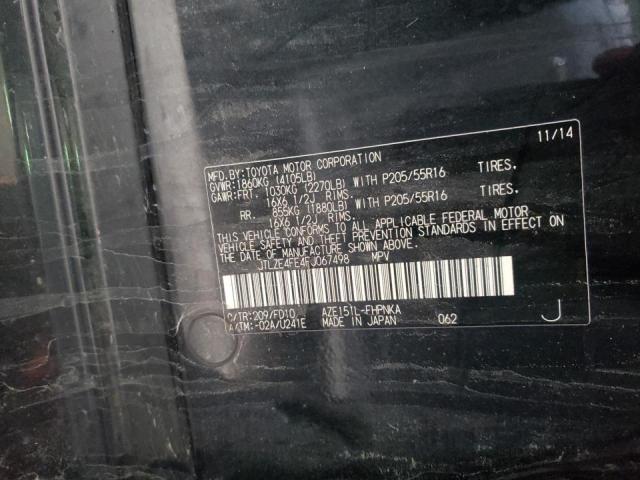 11/14
MFD.BY:TOYOTA MOTOR CORPORATION
GVWR:1860KG (4105LB)
GAWR:FRT. 1030KG (2270LB) WITH P205/55R16 TIRES,
16X6 1/2J RIMS,
RR. 855KG (1880LB) WITH P205/55R16 TIRES,
16X6 1/2J RIMS.
THIS VEHICLE CONFORMS TO ALL APPLICABLE FEDERAL MOTOR
VEHICLE SAFETY AND THEFT PREVENTION STANDARDS IN EFFECT ON
THE DATE OF MANUFACTURE SHOWN ABOVE.
JTLZE4FE4FJ067498 MPV
C/TR:209/FD10 AZE151L-FHPNKA
A/TM:-02A/U241E MADE IN JAPAN 062 J